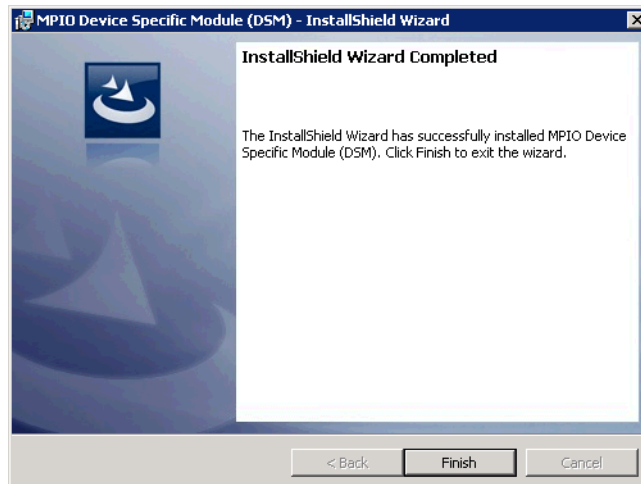 MPIO Device Specific Module (DSM) - InstallShield Wizard
InstallShield Wizard Completed
The InstallShield Wizard has successfully installed MPIO Device
Specific Module (DSM). Click Finish to exit the wizard.
< Back
Finish
Cancel